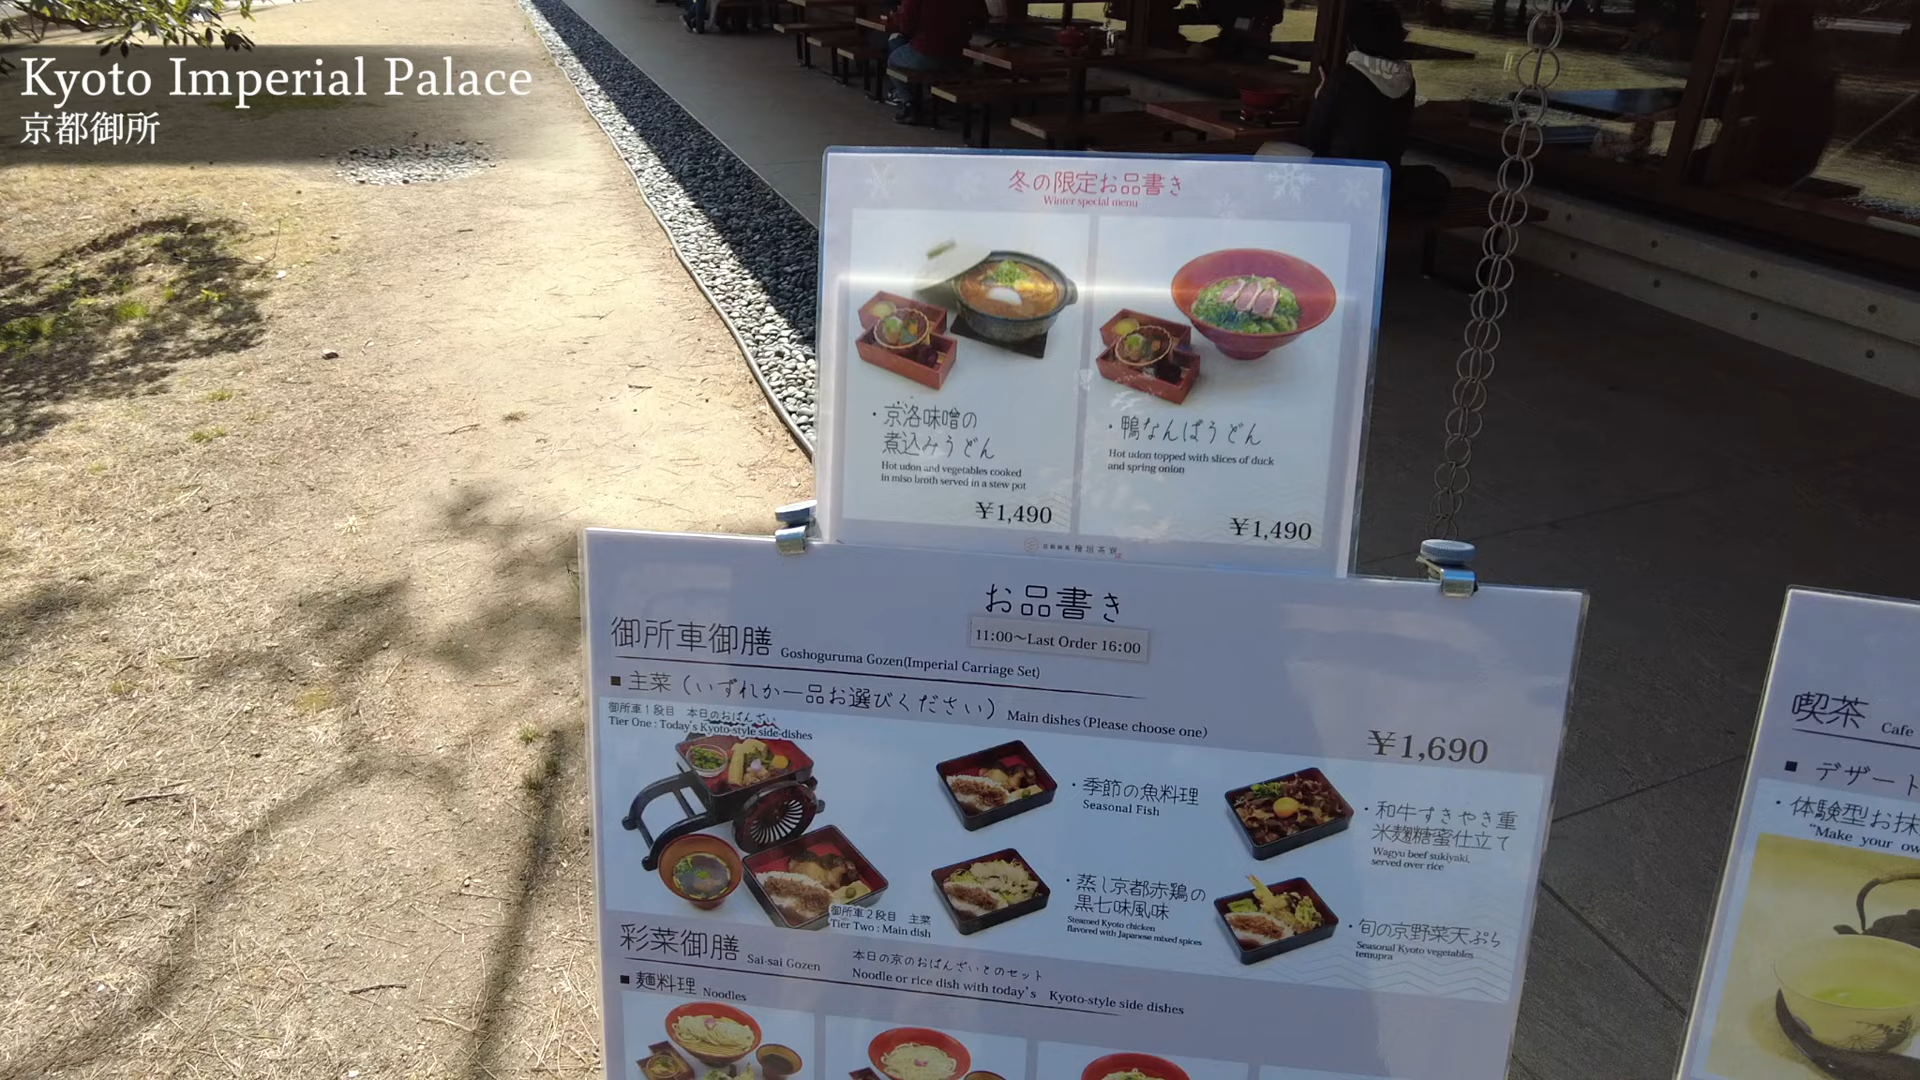 Kyoto Imperial Palace
京都御所
冬の限定お品書き
Winter special menu
・京洛味噌の
煮込みうどん
Hot udon and vegetables cooked
in miso broth served in a stew pot
¥1,490
・鴨なんばうどん
Hot udon topped with slices of duck
and spring onion
¥1,490
お品書き
11:00～Last Order 16:00
御所車御膳 Goshoguruma Gozen(Imperial Carriage Set)
■主菜（いずれか一品お選びください） Main dishes(Please choose one)
¥1,690
御所車1段目 本日のおばんざい
Tier One : Today's Kyoto-style side-dishes
・季節の魚料理
Seasonal Fish
・和牛すきやき重
米麹糖蜜仕立て
Wagyu beef sukiyaki,
served over rice
・蒸し京都赤鶏の
黒七味風味
Steamed Kyoto chicken
flavored with Japanese mixed spices
・旬の京野菜天ぷら
Seasonal Kyoto vegetables
temupra
御所車2段目 主菜
Tier Two : Main dish
彩菜御膳 Sai-sai Gozen
本日の京のおばんざいとのセット
Noodle or rice dish with today's Kyoto-style side dishes
■麺料理 Noodles
喫茶 Cafe
■デザート
・体験型お抹
"Make your ow